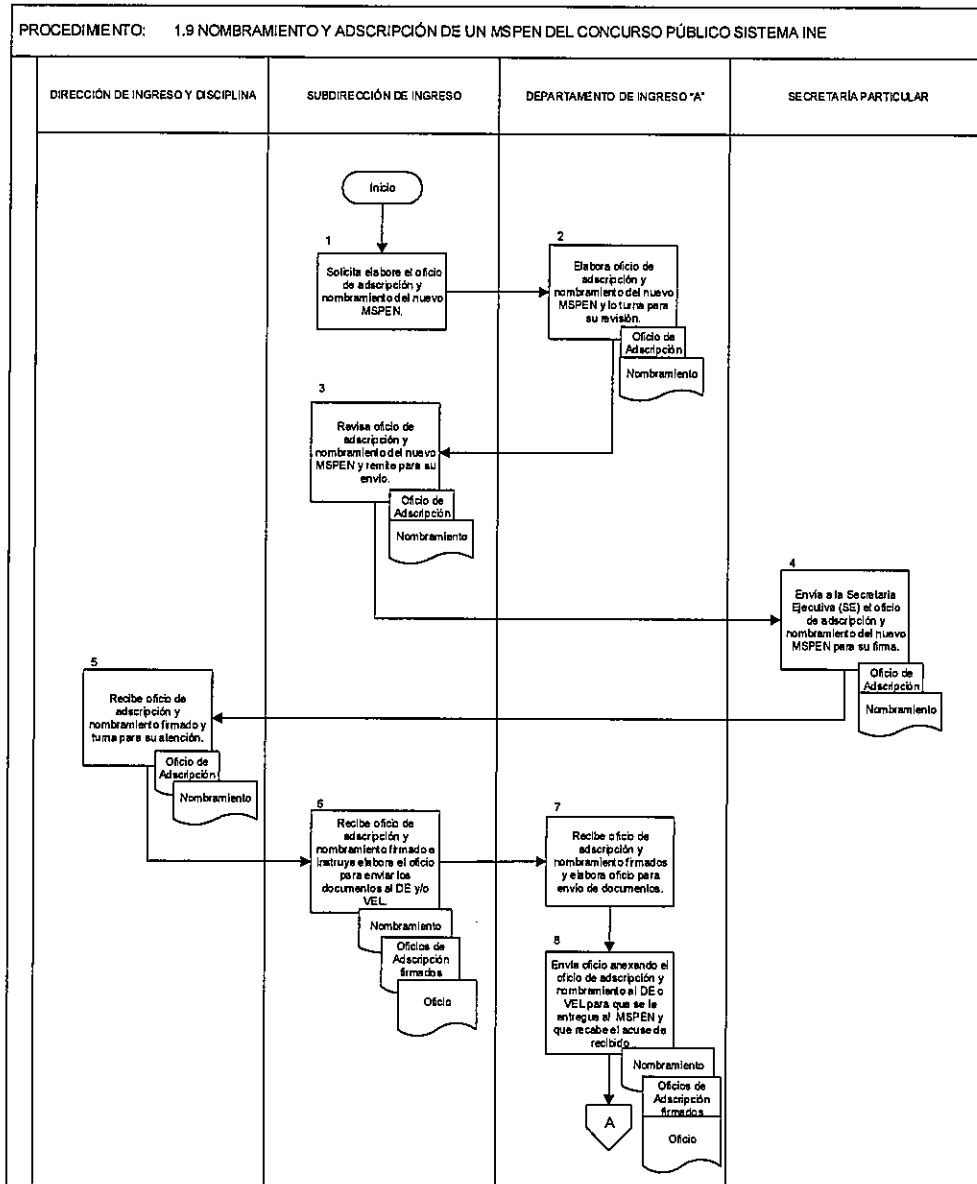 PROCEDIMIENTO: 1.9 NOMBRAMIENTO Y ADSCRIPCIÓN DE UN MSPEN DEL CONCURSO PÚBLICO SISTEMA INE
DIRECCIÓN DE INGRESO Y DISCIPLINA
SUBDIRECCIÓN DE INGRESO
DEPARTAMENTO DE INGRESO "A"
SECRETARÍA PARTICULAR
Inicio
1
Solicita elabore el oficio
de adscripción y
nombramiento del nuevo
MSPEN.
2
Elabora oficio de
adscripción y
nombramiento del nuevo
MSPEN y lo turna para
su revisión.
Oficio de
Adscripción
Nombramiento
3
Revisa oficio de
adscripción y
nombramiento del nuevo
MSPEN y remite para su
envío.
Oficio de
Adscripción
Nombramiento
4
Envía a la Secretaria
Ejecutiva (SE) el oficio
de adscripción y
nombramiento del nuevo
MSPEN para su firma.
Oficio de
Adscripción
Nombramiento
5
Recibe oficio de
adscripción y
nombramiento firmado y
turna para su atención.
Oficio de
Adscripción
Nombramiento
6
Recibe oficio de
adscripción y
nombramiento firmado e
instruye elabore el oficio
para enviar los
documentos al DE y/o
VEL.
Nombramiento
Oficios de
Adscripción
firmados
Oficio
7
Recibe oficio de
adscripción y
nombramiento firmados
y elabora oficio para
envío de documentos.
8
Envía oficio anexando el
oficio de adscripción y
nombramiento al DE o
VEL para que se le
entregue al MSPEN y
que recabe el acuse de
recibido.
Nombramiento
Oficios de
Adscripción
firmados
Oficio
A